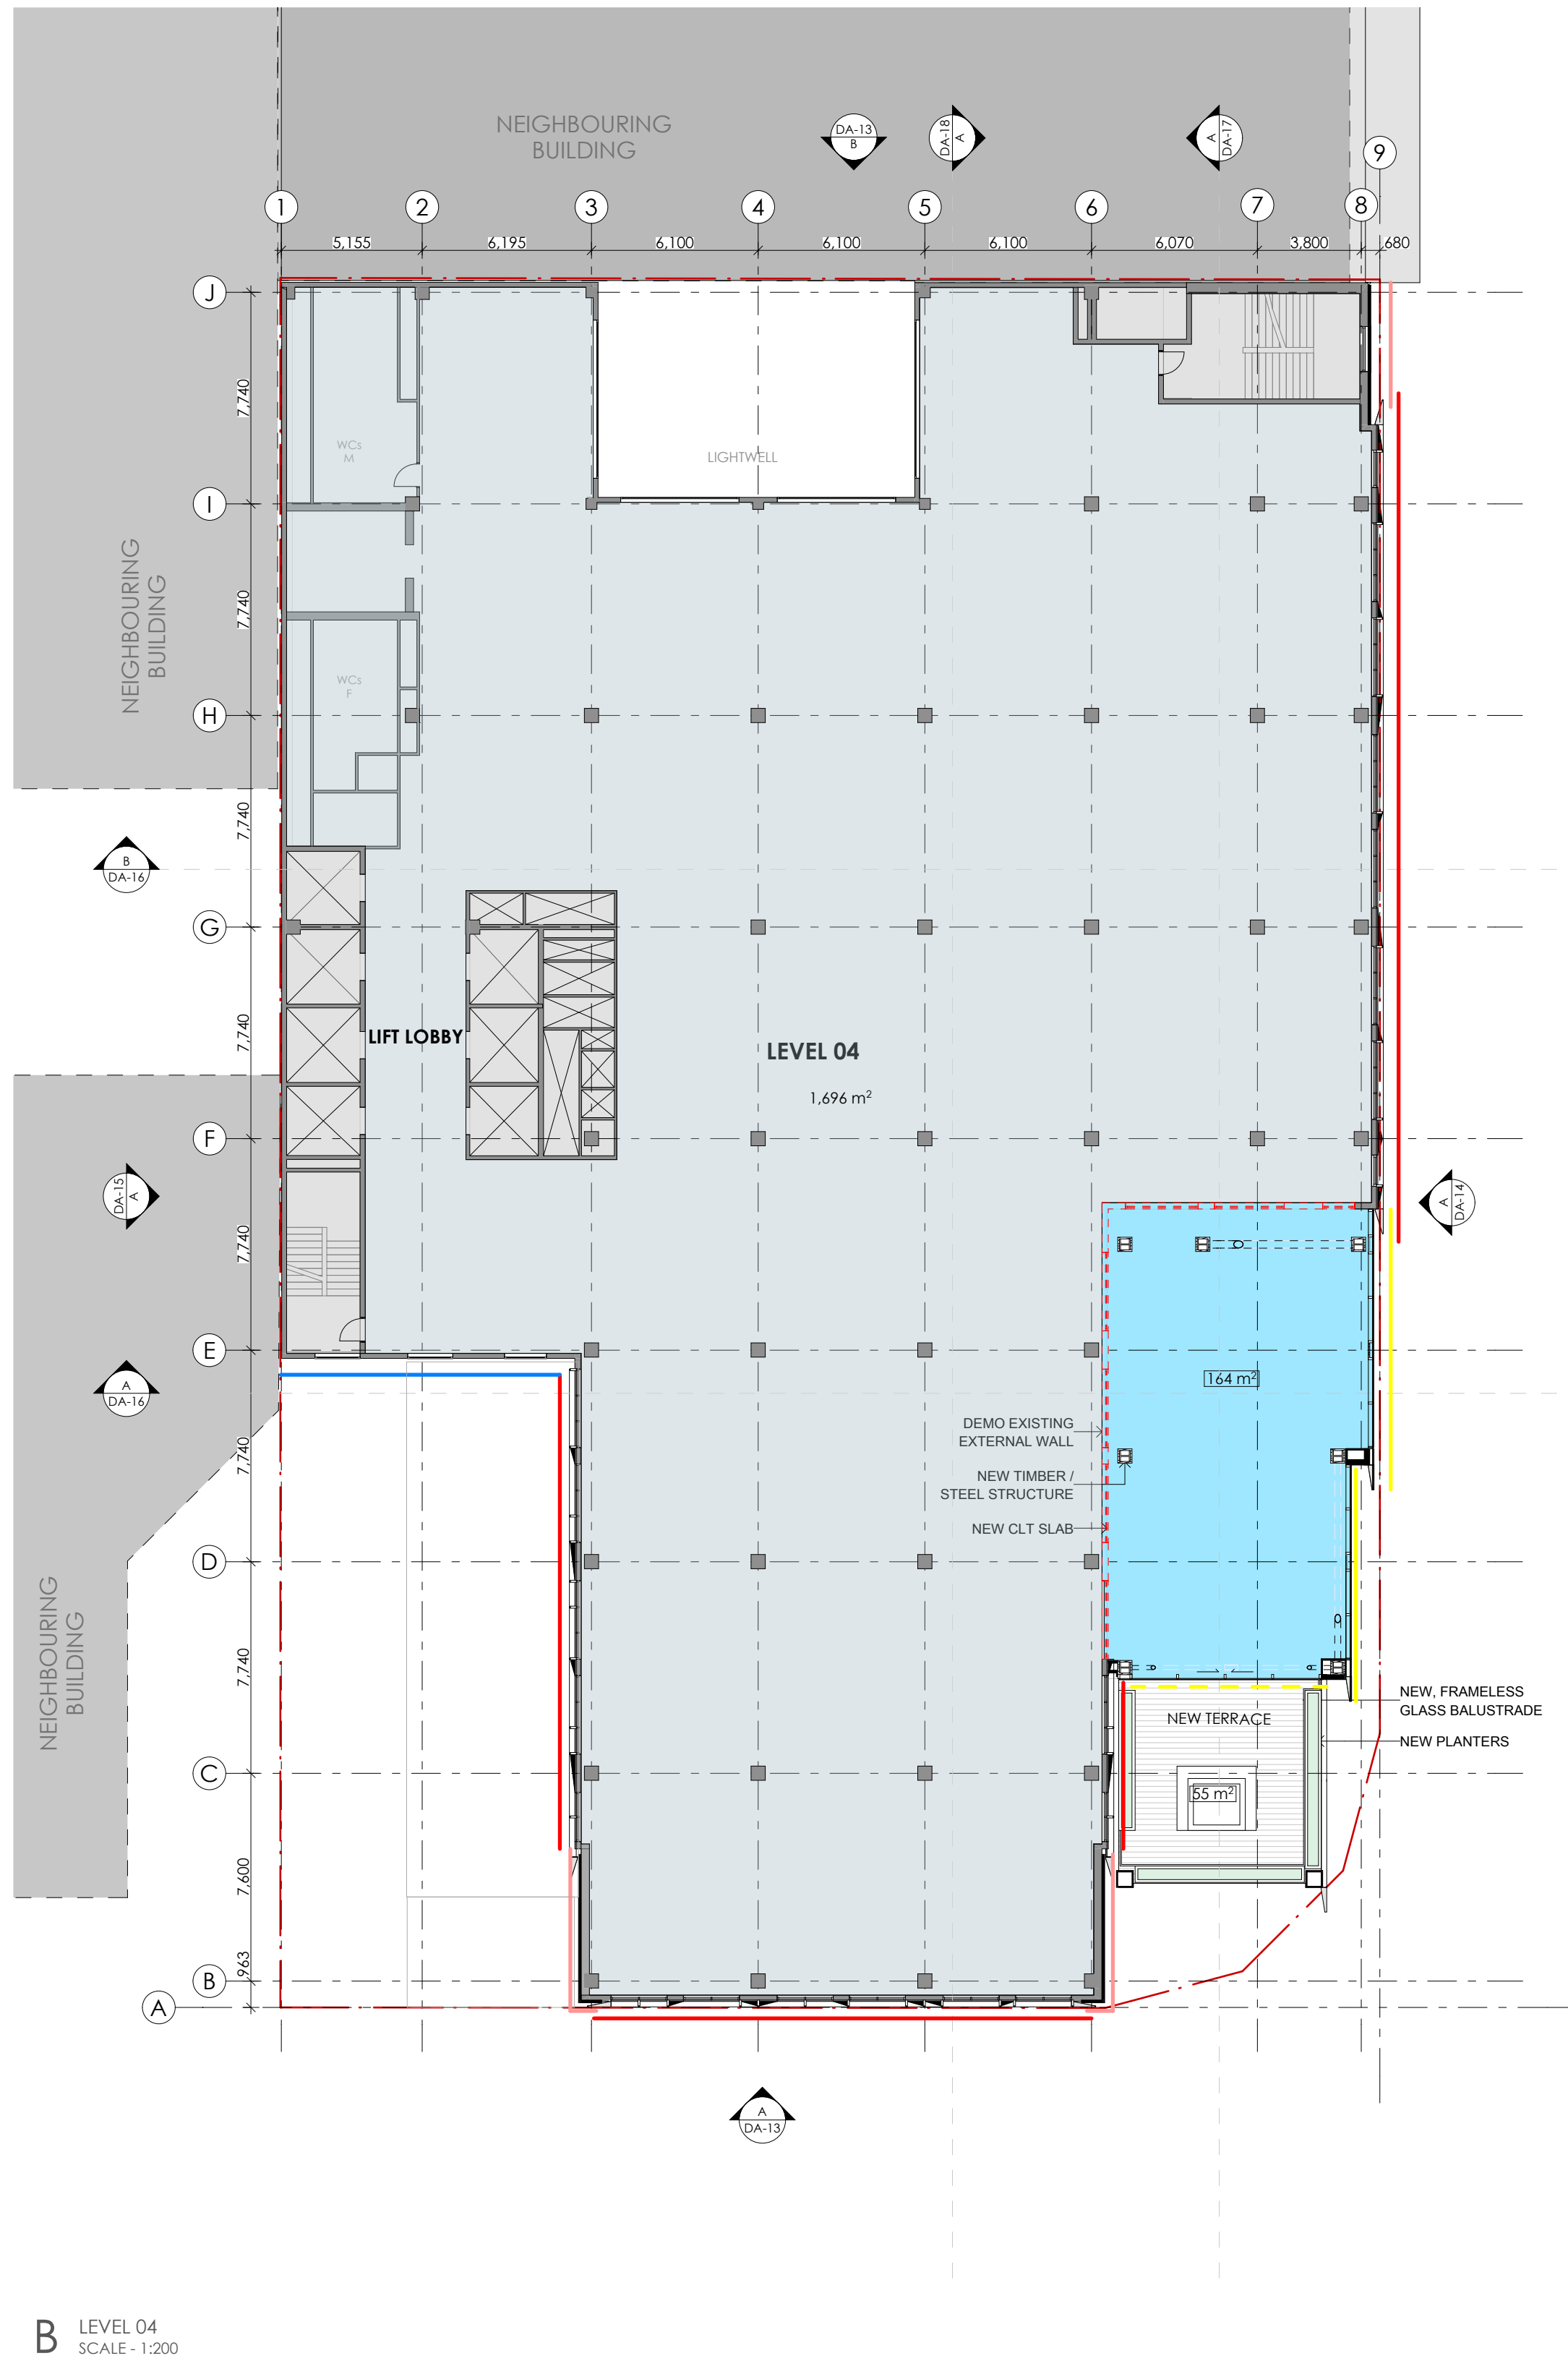 NEIGHBOURING
BUILDING
DA-13
B
DA-18
A
A
DA-17
9
1
2
3
4
5
6
7
8
5,155
6,195
6,100
6,100
6,100
6,070
3,800
680
J
7,740
WCs
M
LIGHTWELL
I
NEIGHBOURING
BUILDING
7,740
WCs
F
H
7,740
B
DA-16
G
7,740
LIFT LOBBY
LEVEL 04
1,696 m²
F
DA-15
A
A
DA-14
7,740
E
A
DA-16
164 m²
7,740
DEMO EXISTING
EXTERNAL WALL
NEW TIMBER /
STEEL STRUCTURE
NEW CLT SLAB
D
NEIGHBOURING
BUILDING
7,740
NEW, FRAMELESS
GLASS BALUSTRADE
NEW TERRACE
NEW PLANTERS
C
55 m²
7,600
963
B
A
A
DA-13
B
LEVEL 04
SCALE - 1:200